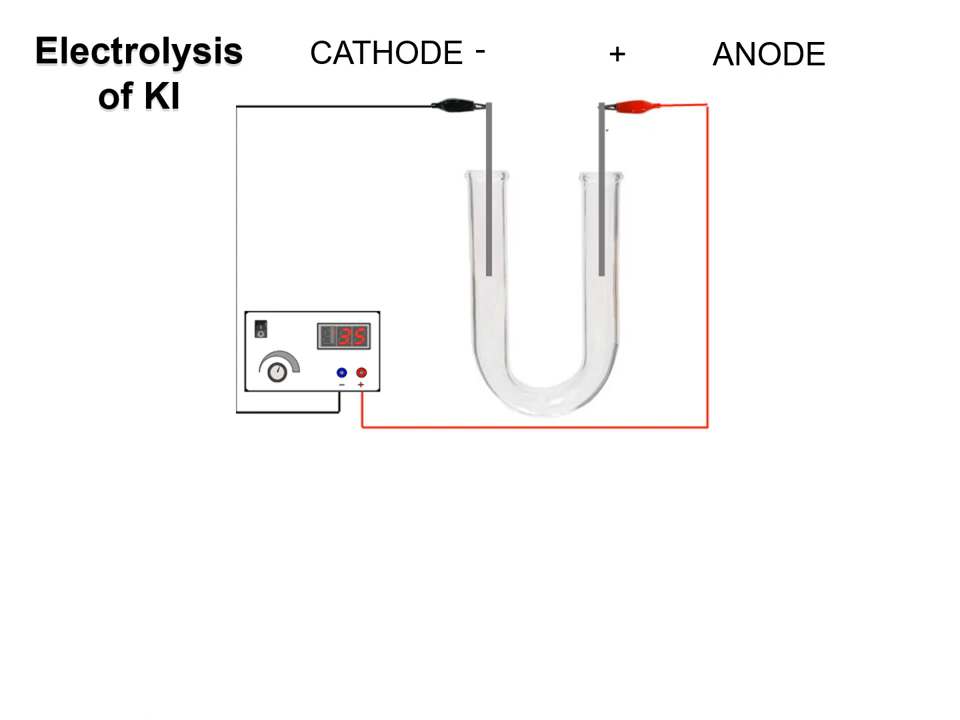 Electrolysis
of KI
CATHODE -
+ ANODE
35
- +